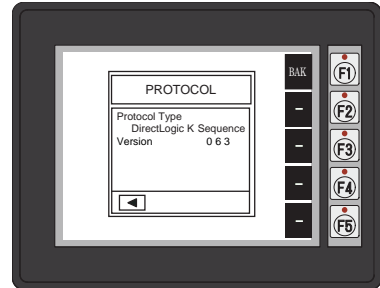 PROTOCOL
Protocol Type
DirectLogic K Sequence
Version 0 6 3
BAK
–
–
–
–
F1
F2
F3
F4
F5